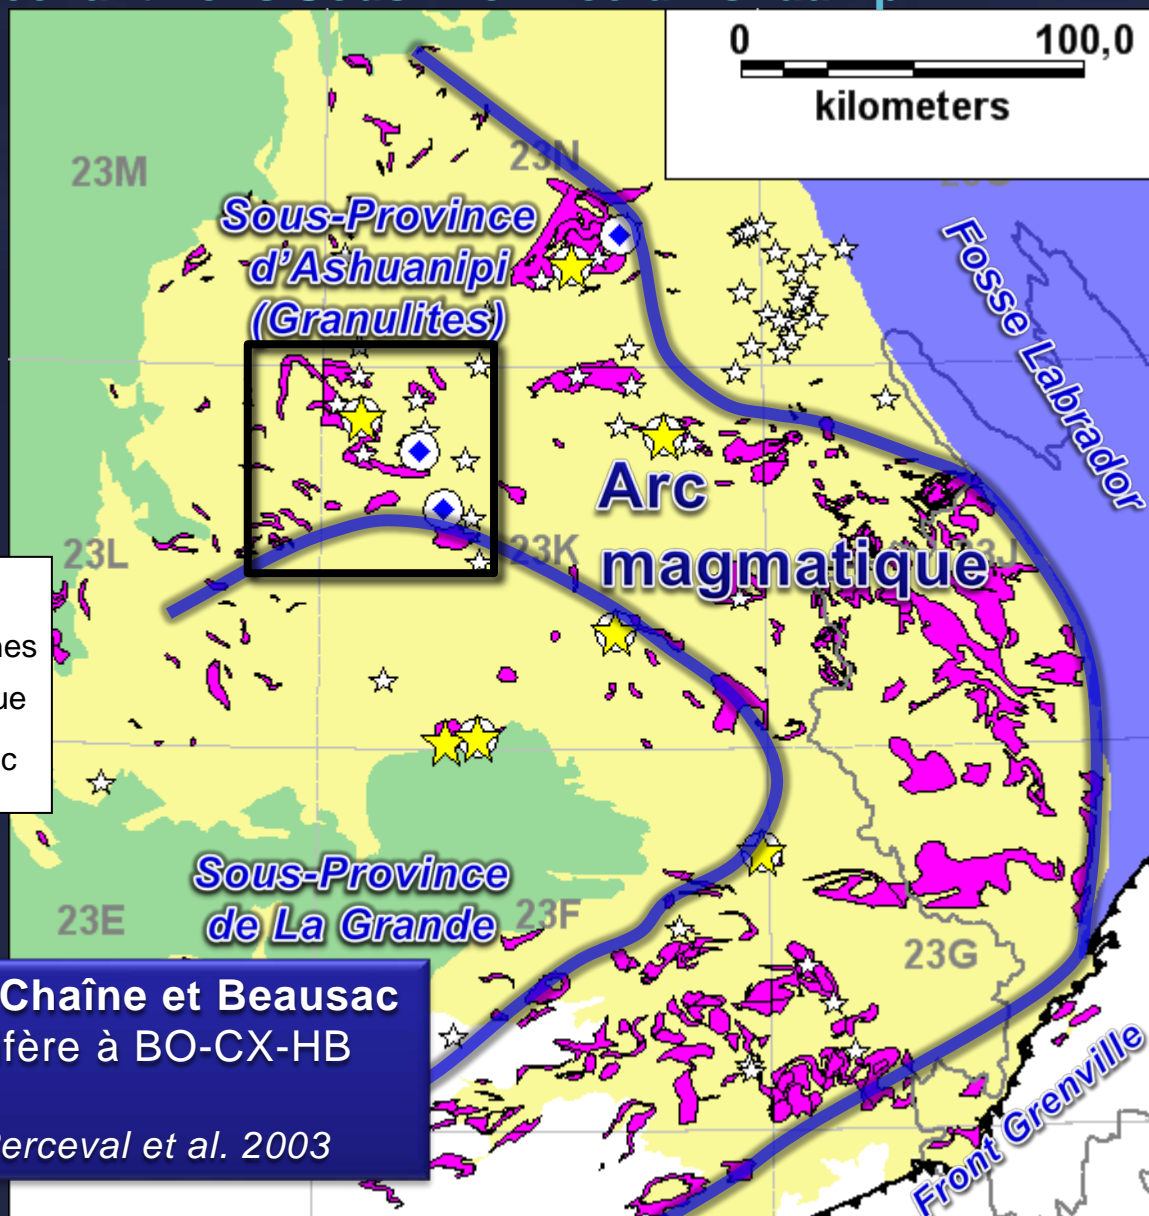 0 100,0
kilometers
23M
23N
Sous-Province
d'Ashuanipi
(Granulites)
Fosse Labrador
Arc
magmatique
23L
23K
23J
ue
c
Sous-Province
de La Grande
23E
23F
23G
Chaîne et Beausac
fère à BO-CX-HB
erceval et al. 2003
Front Grenville